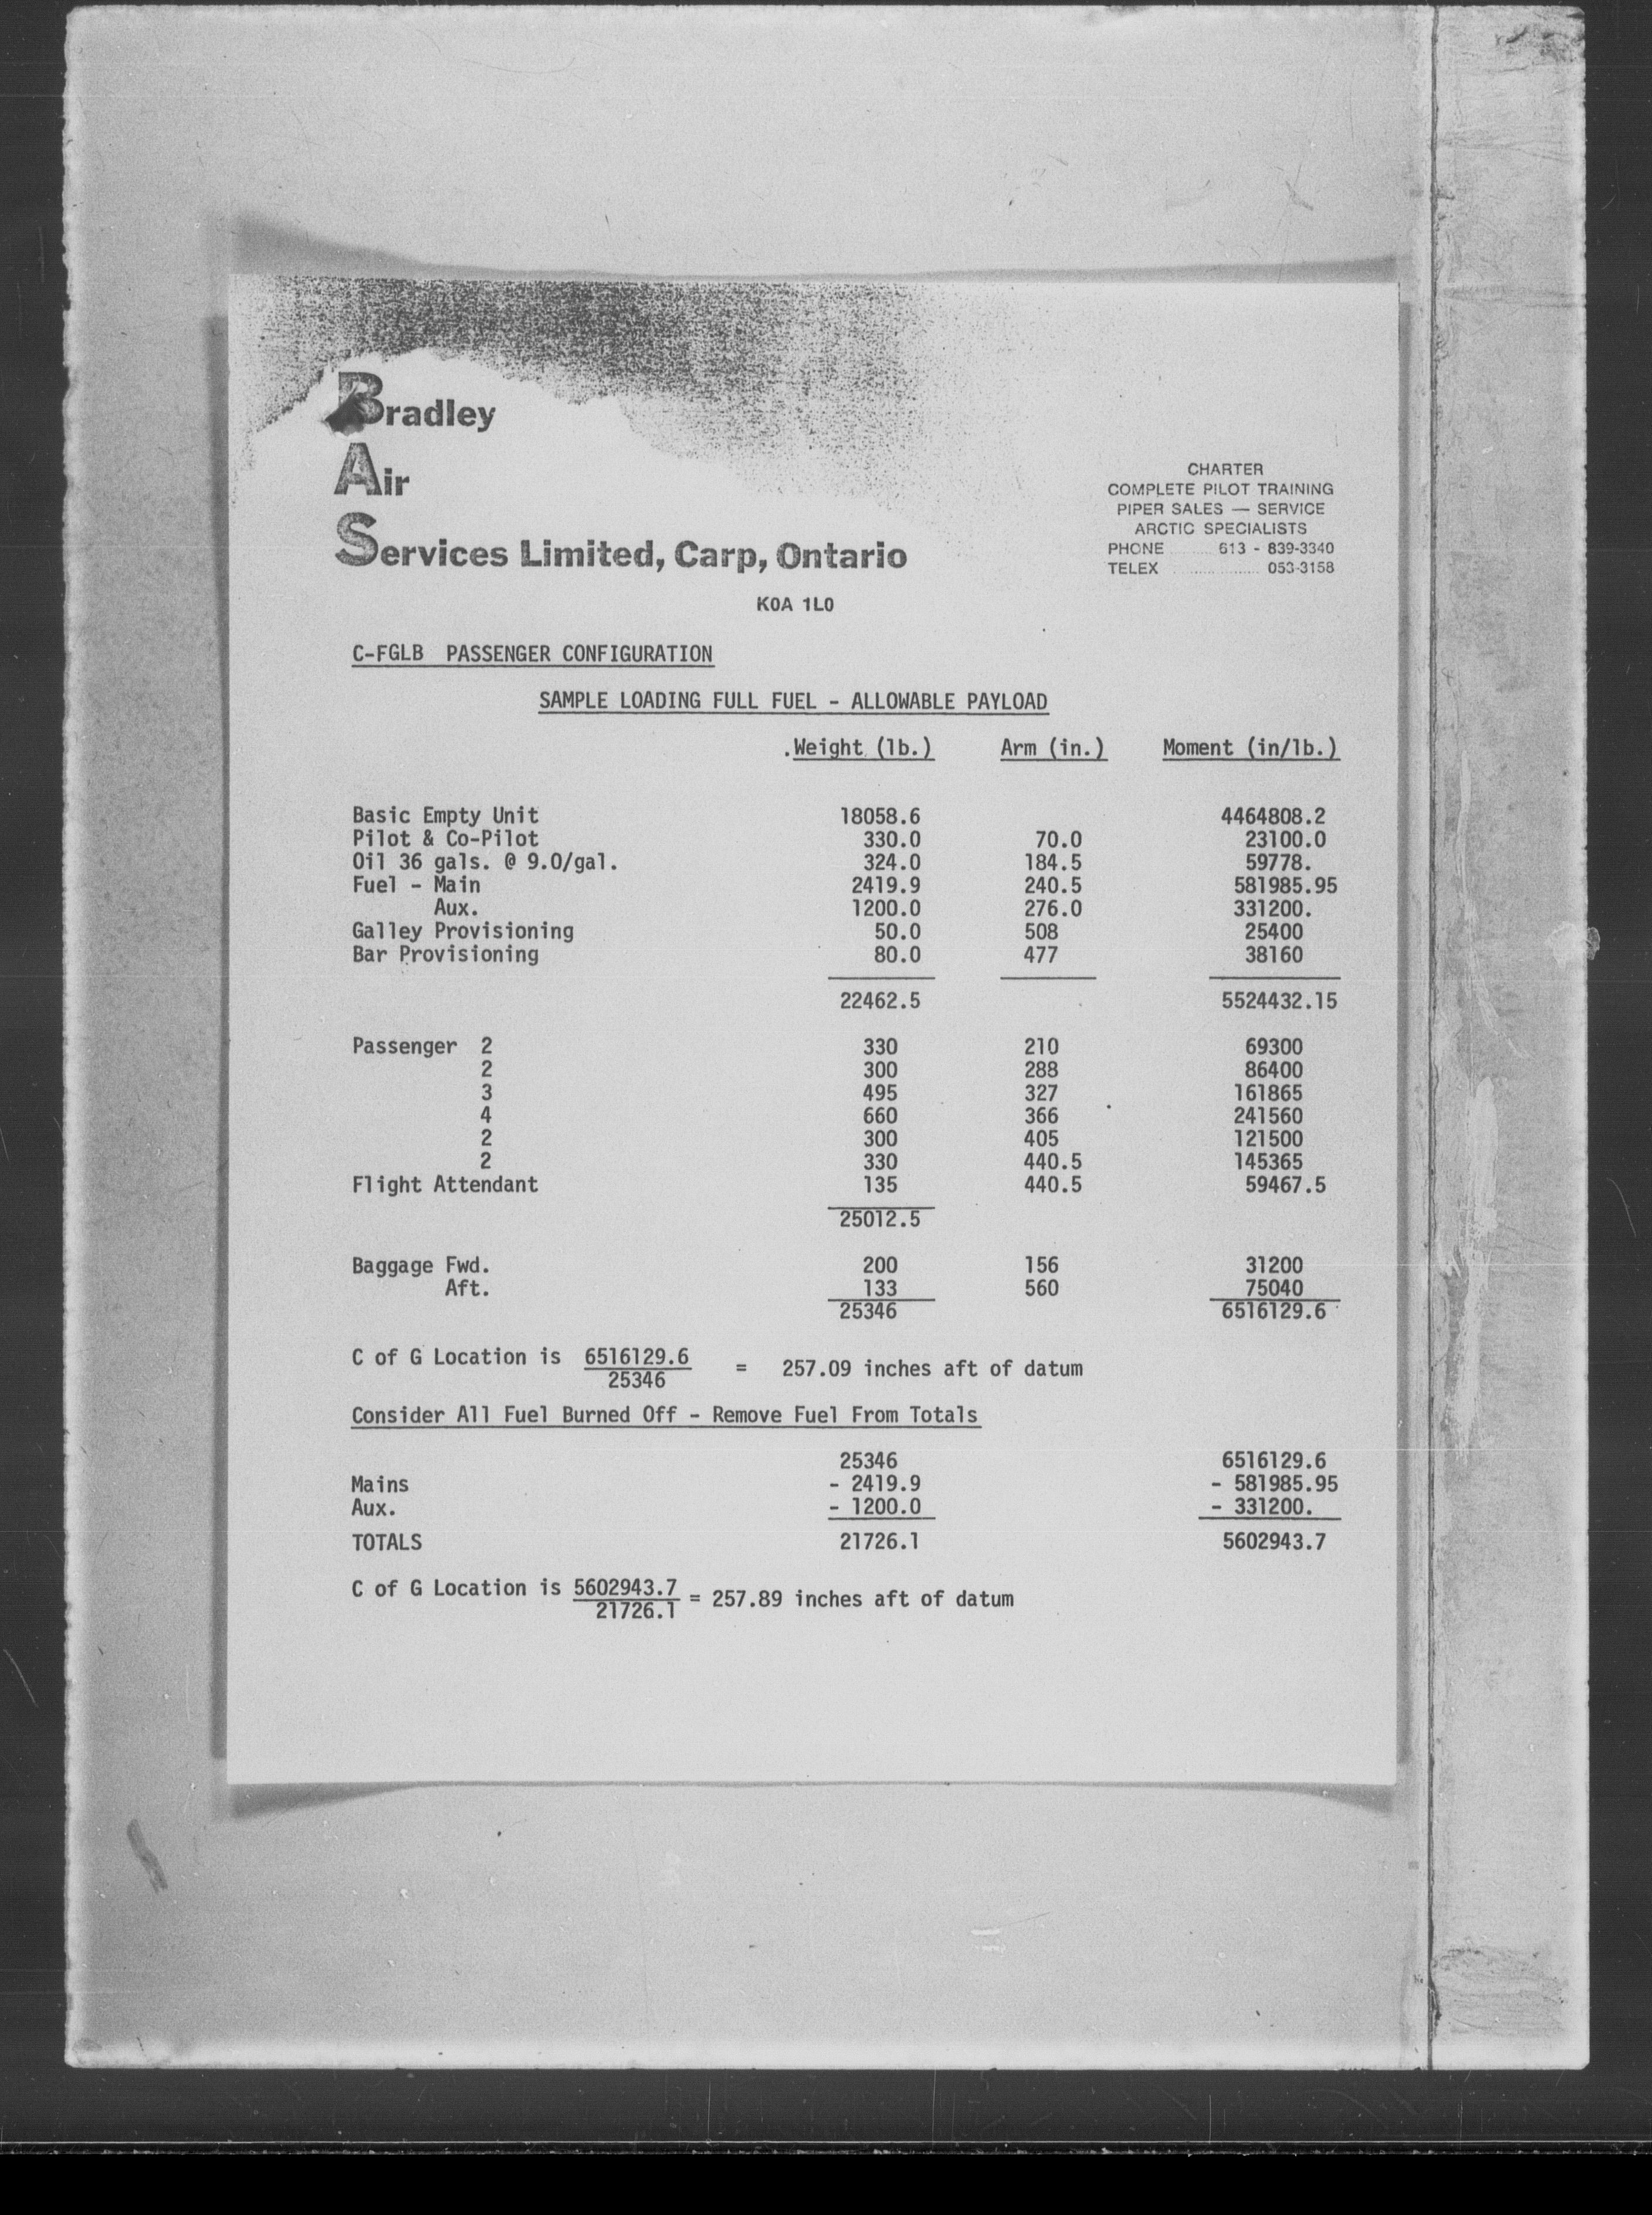 Bradley
Air
Services Limited, Carp, Ontario
K0A 1L0
CHARTER
COMPLETE PILOT TRAINING
PIPER SALES — SERVICE
ARCTIC SPECIALISTS
PHONE ........ 613 - 839-3340
TELEX ................ 053-3158
C-FGLB PASSENGER CONFIGURATION
SAMPLE LOADING FULL FUEL - ALLOWABLE PAYLOAD
.Weight (lb.) Arm (in.) Moment (in/lb.)
Basic Empty Unit 18058.6 4464808.2
Pilot & Co-Pilot 330.0 70.0 23100.0
Oil 36 gals. @ 9.0/gal. 324.0 184.5 59778.
Fuel - Main 2419.9 240.5 581985.95
Aux. 1200.0 276.0 331200.
Galley Provisioning 50.0 508 25400
Bar Provisioning 80.0 477 38160
22462.5 5524432.15
Passenger 2 330 210 69300
2 300 288 86400
3 495 327 161865
4 660 366 241560
2 300 405 121500
2 330 440.5 145365
Flight Attendant 135 440.5 59467.5
25012.5
Baggage Fwd. 200 156 31200
Aft. 133 560 75040
25346 6516129.6
C of G Location is 6516129.6 = 257.09 inches aft of datum
25346
Consider All Fuel Burned Off - Remove Fuel From Totals
25346 6516129.6
Mains - 2419.9 - 581985.95
Aux. - 1200.0 - 331200.
TOTALS 21726.1 5602943.7
C of G Location is 5602943.7 = 257.89 inches aft of datum
21726.1